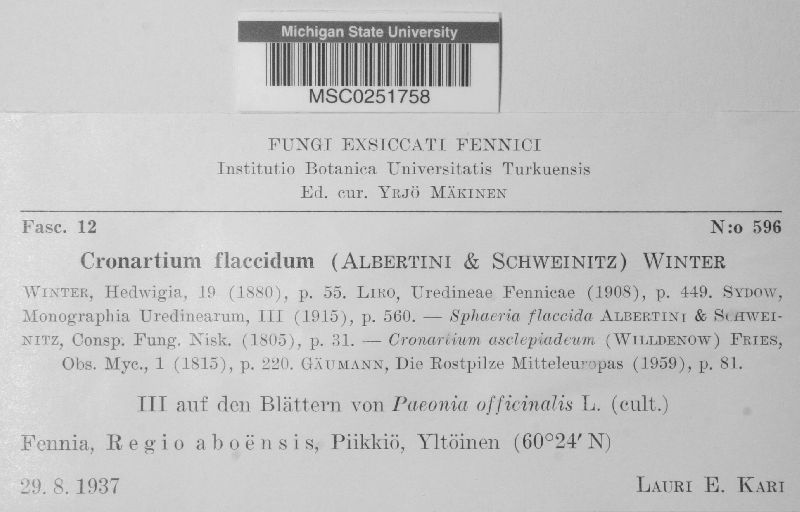 Michigan State University
MSC0251758
FUNGI EXSICCATI FENNICI
Institutio Botanica Universitatis Turkuensis
Ed. cur. YRJÖ MÄKINEN
Fasc. 12 N:o 596
Cronartium flaccidum (ALBERTINI & SCHWEINITZ) WINTER
WINTER, Hedwigia, 19 (1880), p. 55. LIRO, Uredineae Fennicae (1908), p. 449. SYDOW,
Monographia Uredinearum, III (1915), p. 560. — Sphaeria flaccida ALBERTINI & SCHWEI-
NITZ, Consp. Fung. Nisk. (1805), p. 31. — Cronartium asclepiadeum (WILLDENOW) FRIES,
Obs. Myc., 1 (1815), p. 220. GÄUMANN, Die Rostpilze Mitteleuropas (1959), p. 81.
III auf den Blättern von Paeonia officinalis L. (cult.)
Fennia, Regio aboënsis, Piikkiö, Yltöinen (60°24′ N)
29. 8. 1937 LAURI E. KARI